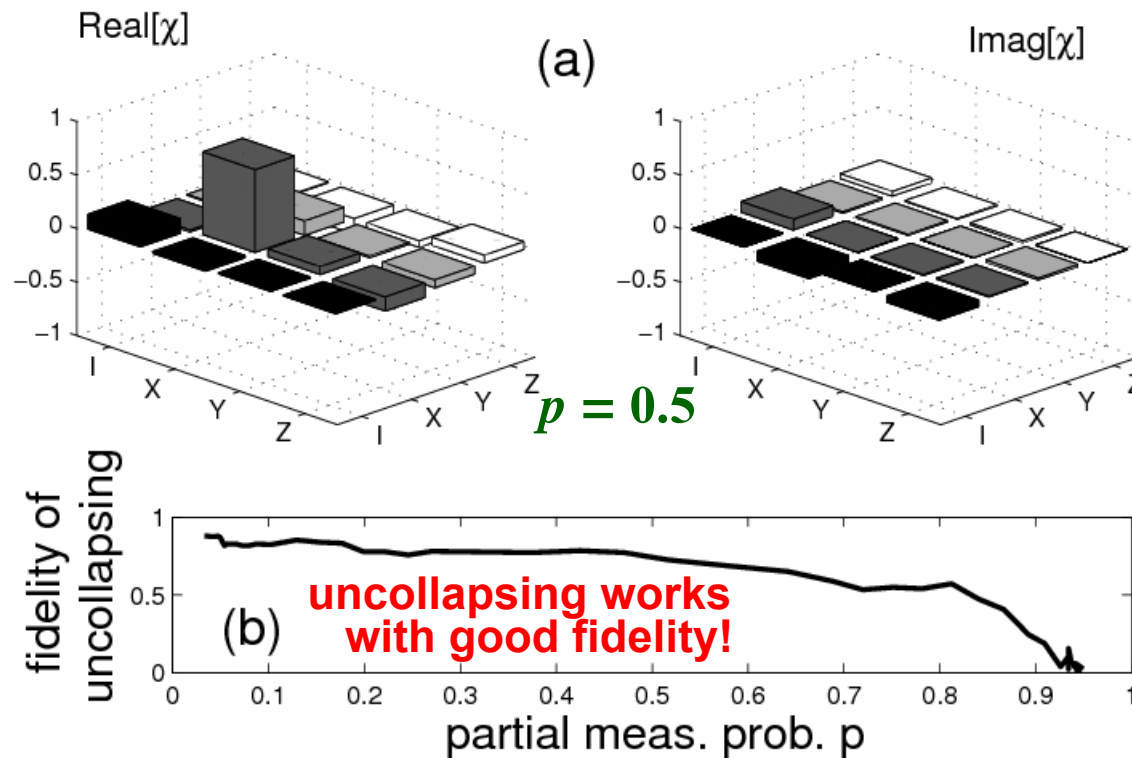 Real[χ]
(a)
Imag[χ]
1
0.5
0
−0.5
−1
I
X
Y
Z
I
X
Y
Z
1
0.5
0
−0.5
−1
I
X
Y
Z
I
X
Y
Z
p = 0.5
fidelity of
uncollapsing
1
0.5
0
uncollapsing works
with good fidelity!
(b)
0 0.1 0.2 0.3 0.4 0.5 0.6 0.7 0.8 0.9 1
partial meas. prob. p